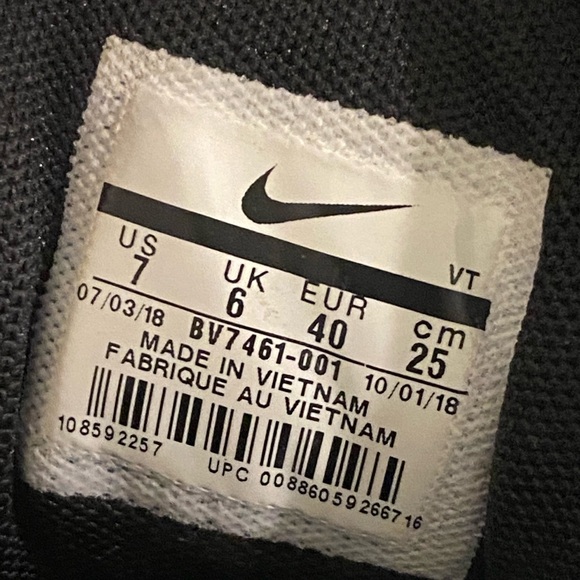 VT
US UK EUR cm
7 6 40 25
07/03/18 BV7461-001 10/01/18
MADE IN VIETNAM
FABRIQUE AU VIETNAM
108592257
UPC 00886059266716